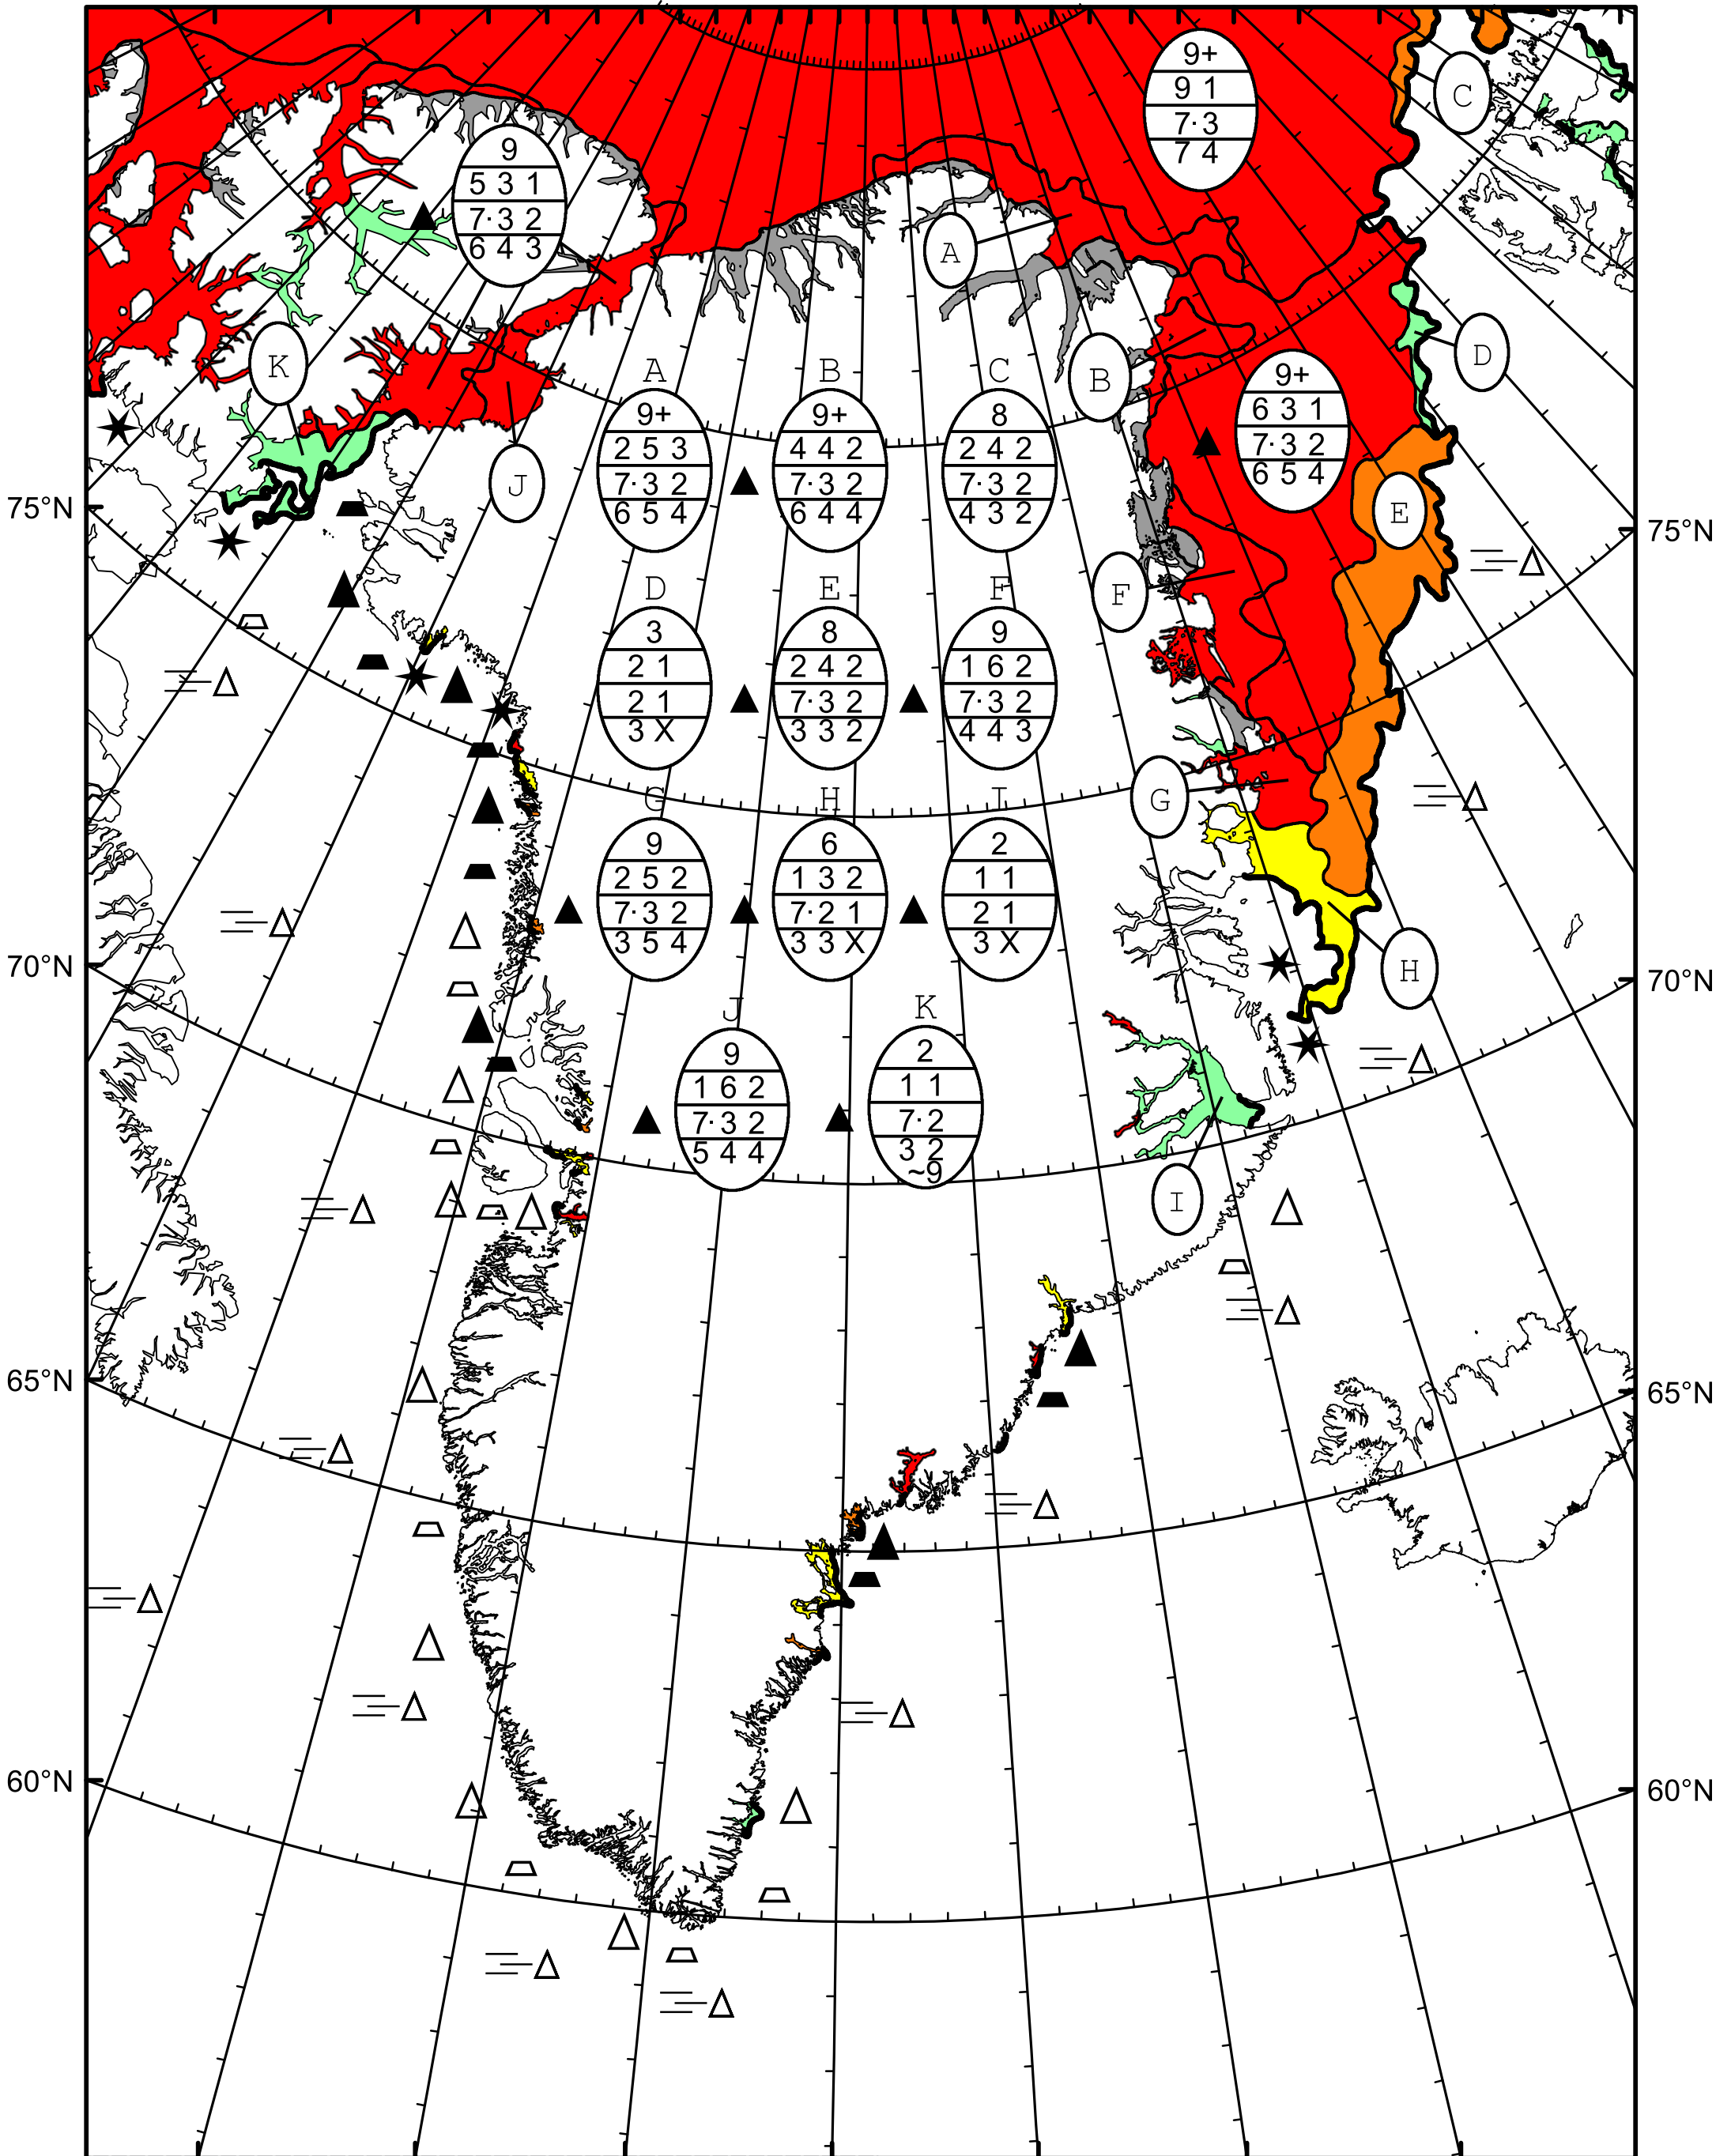 9+
9 1
7· 3
7 4
C
9
5 3 1
7· 3 2
6 4 3
A
K
D
B
A
9+
2 5 3
7· 3 2
6 5 4
B
9+
4 4 2
7· 3 2
6 4 4
C
8
2 4 2
7· 3 2
4 3 2
9+
6 3 1
7· 3 2
6 5 4
J
E
75°N
75°N
F
D
3
2 1
2 1
3 X
E
8
2 4 2
7· 3 2
3 3 2
F
9
1 6 2
7· 3 2
4 4 3
G
G
9
2 5 2
7· 3 2
3 5 4
H
6
1 3 2
7· 2 1
3 3 X
I
2
1 1
2 1
3 X
H
70°N
70°N
J
9
1 6 2
7· 3 2
5 4 4
K
2
1 1
7· 2
3 2
~9
I
65°N
65°N
60°N
60°N